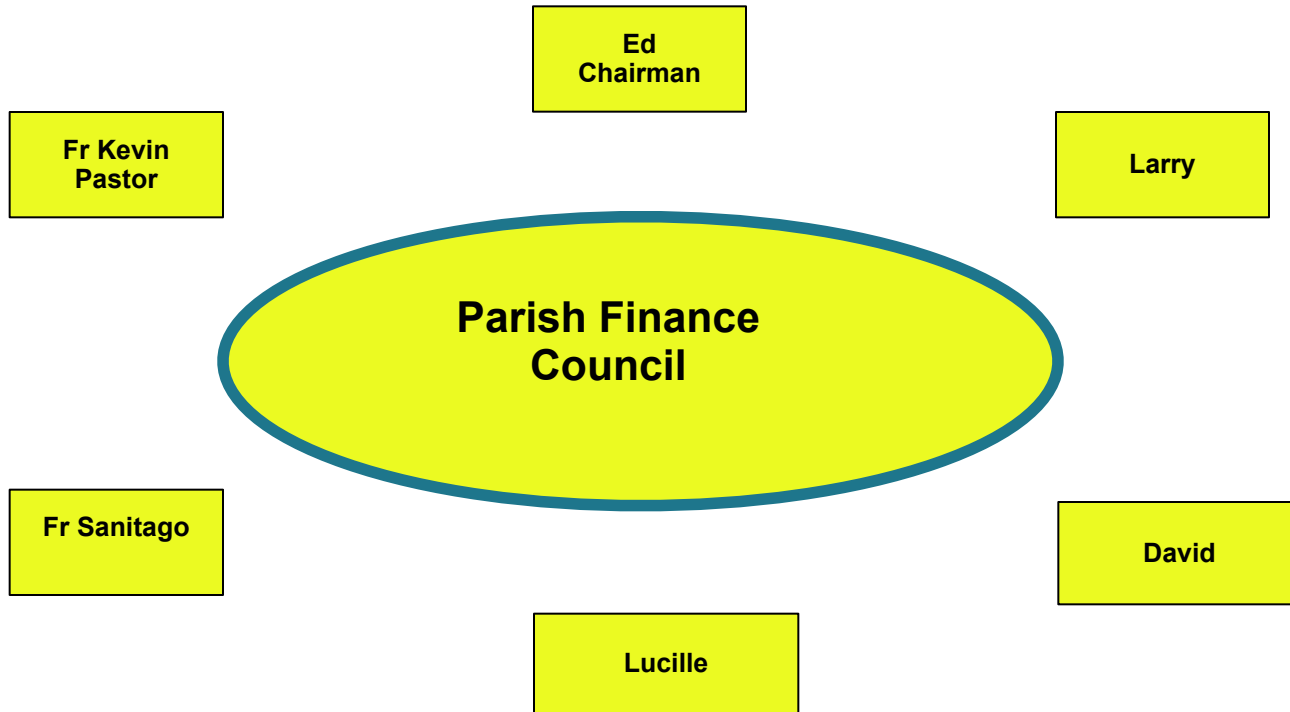 Ed
Chairman
Fr Kevin
Pastor
Larry
Parish Finance
Council
Fr Sanitago
David
Lucille